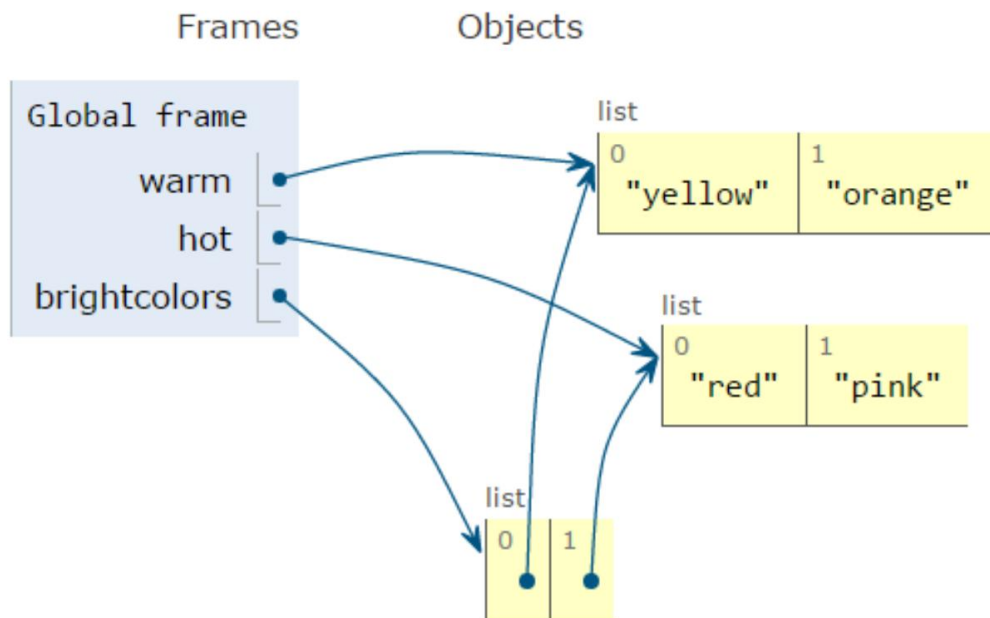 Frames Objects
Global frame
warm
hot
brightcolors
list
0 1
"yellow" "orange"
list
0 1
"red" "pink"
list
0 1